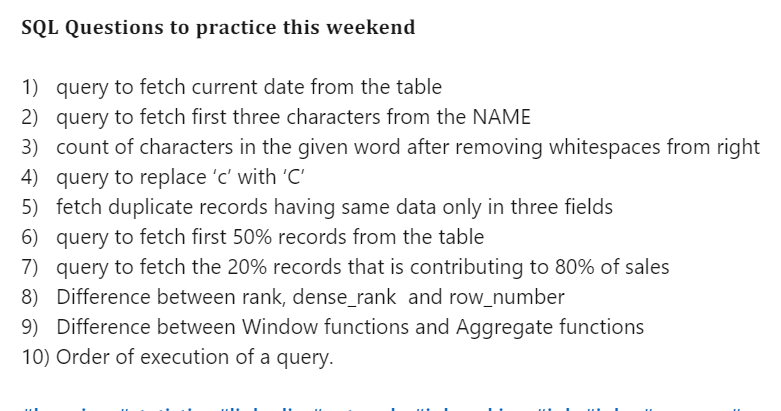 SQL Questions to practice this weekend
1) query to fetch current date from the table
2) query to fetch first three characters from the NAME
3) count of characters in the given word after removing whitespaces from right
4) query to replace ‘c’ with ‘C’
5) fetch duplicate records having same data only in three fields
6) query to fetch first 50% records from the table
7) query to fetch the 20% records that is contributing to 80% of sales
8) Difference between rank, dense_rank and row_number
9) Difference between Window functions and Aggregate functions
10) Order of execution of a query.